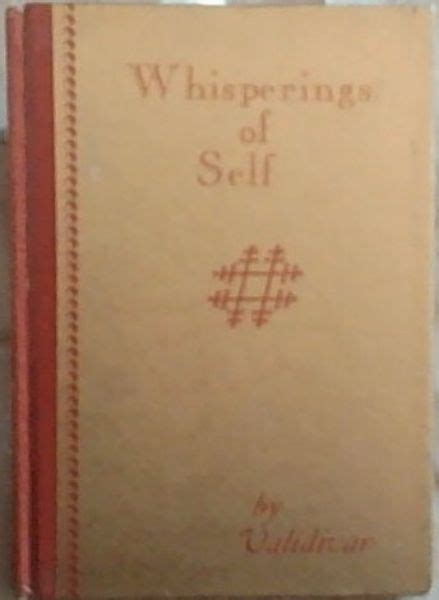 Whisperings
of
Self
by
Validivar